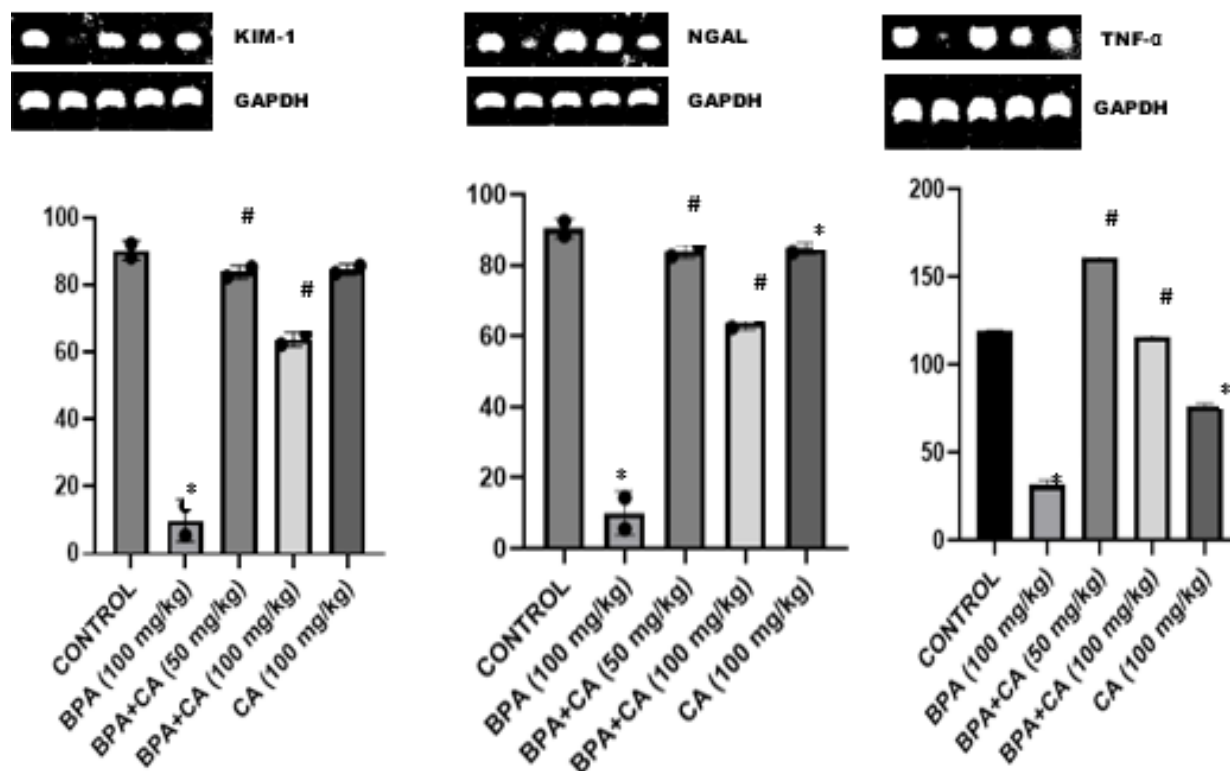 KIM-1
GAPDH
100
80
60
40
20
0
*
#
#
CONTROL
BPA (100 mg/kg)
BPA+CA (50 mg/kg)
BPA+CA (100 mg/kg)
CA (100 mg/kg)
NGAL
GAPDH
100
80
60
40
20
0
*
#
#
*
CONTROL
BPA (100 mg/kg)
BPA+CA (50 mg/kg)
BPA+CA (100 mg/kg)
CA (100 mg/kg)
TNF-α
GAPDH
200
150
100
50
0
*
#
#
*
CONTROL
BPA (100 mg/kg)
BPA+CA (50 mg/kg)
BPA+CA (100 mg/kg)
CA (100 mg/kg)